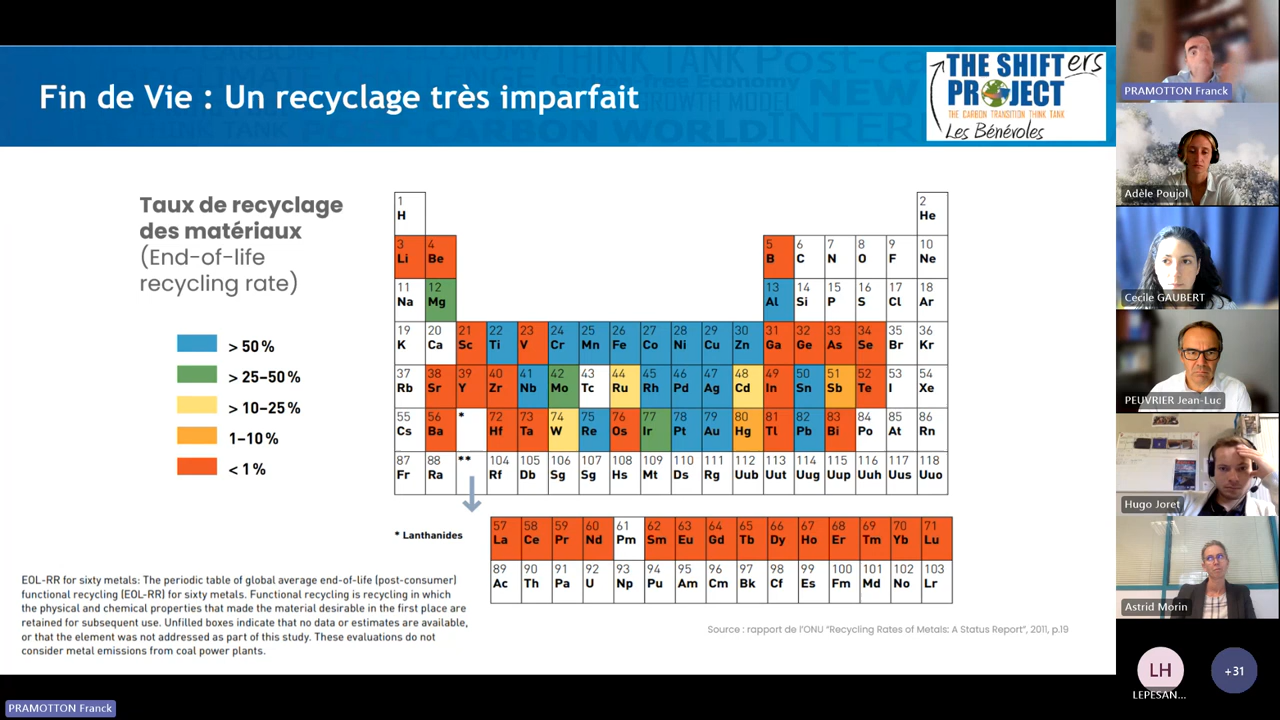 Fin de Vie : Un recyclage très imparfait
THE SHIFTers
PROJECT
THE CARBON TRANSITION THINK TANK
Les Bénévoles
Taux de recyclage
des matériaux
(End-of-life
recycling rate)
> 50 %
> 25-50 %
> 10-25 %
1-10 %
< 1 %
1 2
H He
3 4 5 6 7 8 9 10
Li Be B C N O F Ne
11 12 13 14 15 16 17 18
Na Mg Al Si P S Cl Ar
19 20 21 22 23 24 25 26 27 28 29 30 31 32 33 34 35 36
K Ca Sc Ti V Cr Mn Fe Co Ni Cu Zn Ga Ge As Se Br Kr
37 38 39 40 41 42 43 44 45 46 47 48 49 50 51 52 53 54
Rb Sr Y Zr Nb Mo Tc Ru Rh Pd Ag Cd In Sn Sb Te I Xe
55 56 * 72 73 74 75 76 77 78 79 80 81 82 83 84 85 86
Cs Ba Hf Ta W Re Os Ir Pt Au Hg Tl Pb Bi Po At Rn
87 88 ** 104 105 106 107 108 109 110 111 112 113 114 115 116 117 118
Fr Ra Rf Db Sg Sg Hs Mt Ds Rg Uub Uut Uug Uup Uuh Uus Uuo
* Lanthanides
57 58 59 60 61 62 63 64 65 66 67 68 69 70 71
La Ce Pr Nd Pm Sm Eu Gd Tb Dy Ho Er Tm Yb Lu
89 90 91 92 93 94 95 96 97 98 99 100 101 102 103
Ac Th Pa U Np Pu Am Cm Bk Cf Es Fm Md No Lr
EOL-RR for sixty metals: The periodic table of global average end-of-life (post-consumer)
functional recycling (EOL-RR) for sixty metals. Functional recycling is recycling in which
the physical and chemical properties that made the material desirable in the first place are
retained for subsequent use. Unfilled boxes indicate that no data or estimates are available,
or that the element was not addressed as part of this study. These evaluations do not
consider metal emissions from coal power plants.
Source : rapport de l'ONU "Recycling Rates of Metals: A Status Report", 2011, p.19
PRAMOTTON Franck
PRAMOTTON Franck
Adèle Poujol
Cecile GAUBERT
PEUVRIER Jean-Luc
Hugo Joret
Astrid Morin
LH
LEPESAN...
+31